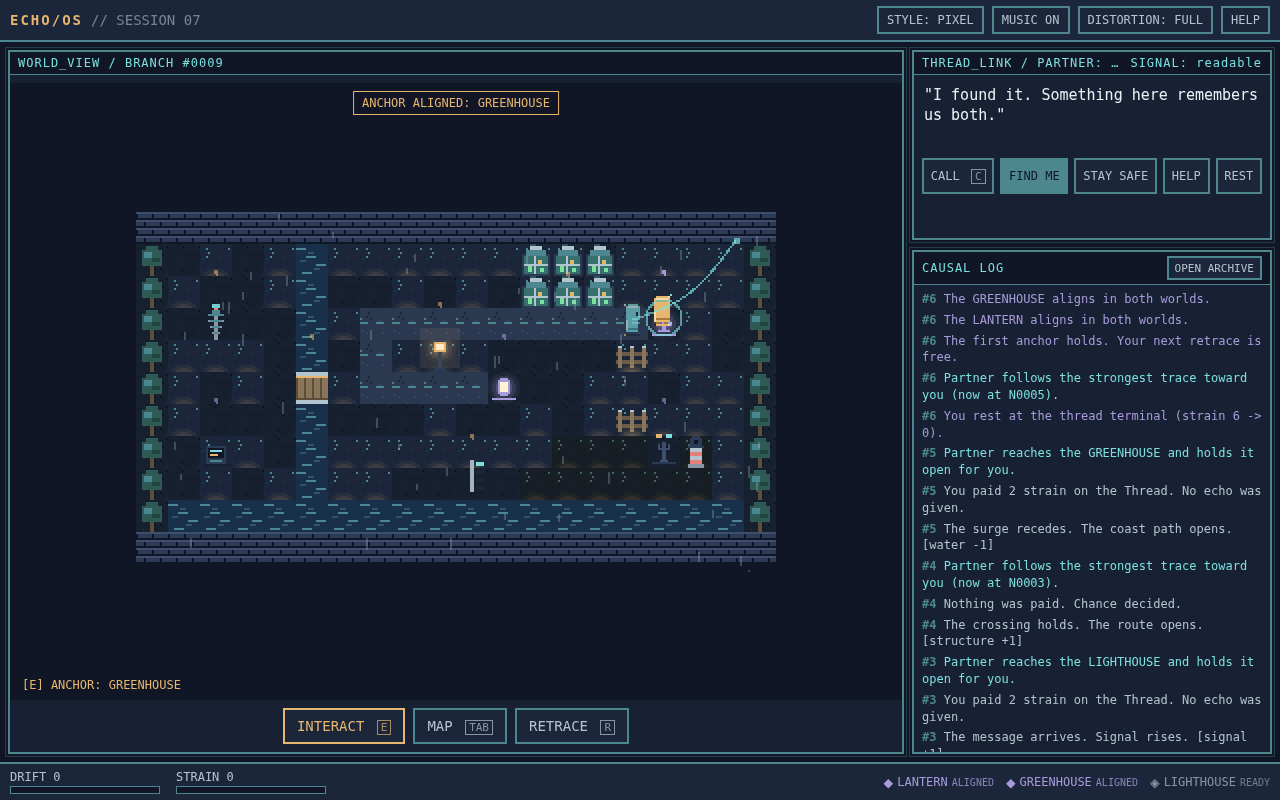 ECHO/OS // SESSION 07
STYLE: PIXEL
MUSIC ON
DISTORTION: FULL
HELP
WORLD_VIEW / BRANCH #0009
ANCHOR ALIGNED: GREENHOUSE
[E] ANCHOR: GREENHOUSE
INTERACT E
MAP TAB
RETRACE R
THREAD_LINK / PARTNER: … SIGNAL: readable
"I found it. Something here remembers
us both."
CALL C
FIND ME
STAY SAFE
HELP
REST
CAUSAL LOG
OPEN ARCHIVE
#6 The GREENHOUSE aligns in both worlds.
#6 The LANTERN aligns in both worlds.
#6 The first anchor holds. Your next retrace is
free.
#6 Partner follows the strongest trace toward
you (now at N0005).
#6 You rest at the thread terminal (strain 6 ->
0).
#5 Partner reaches the GREENHOUSE and holds it
open for you.
#5 You paid 2 strain on the Thread. No echo was
given.
#5 The surge recedes. The coast path opens.
[water -1]
#4 Partner follows the strongest trace toward
you (now at N0003).
#4 Nothing was paid. Chance decided.
#4 The crossing holds. The route opens.
[structure +1]
#3 Partner reaches the LIGHTHOUSE and holds it
open for you.
#3 You paid 2 strain on the Thread. No echo was
given.
#3 The message arrives. Signal rises. [signal
+1]
DRIFT 0
STRAIN 0
◆ LANTERN ALIGNED
◆ GREENHOUSE ALIGNED
◈ LIGHTHOUSE READY